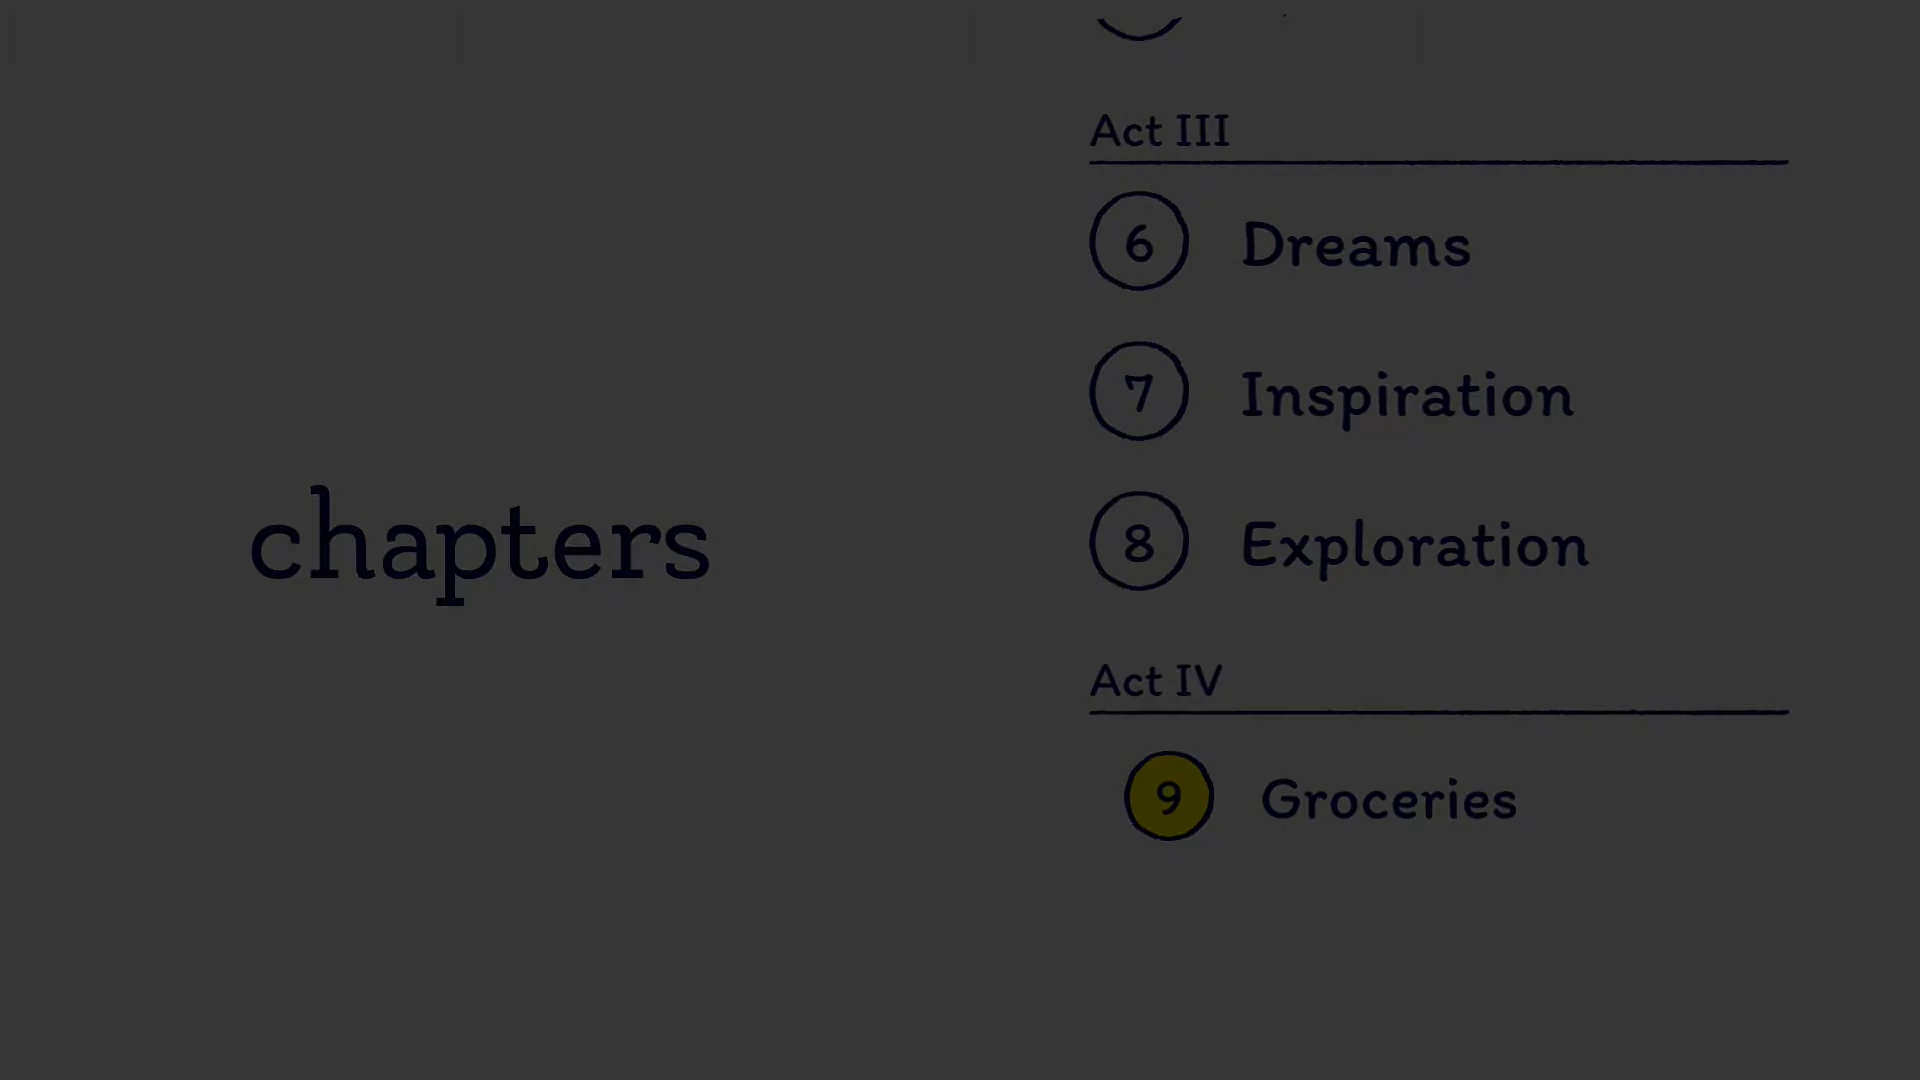 chapters
Act III
6 Dreams
7 Inspiration
8 Exploration
Act IV
9 Groceries